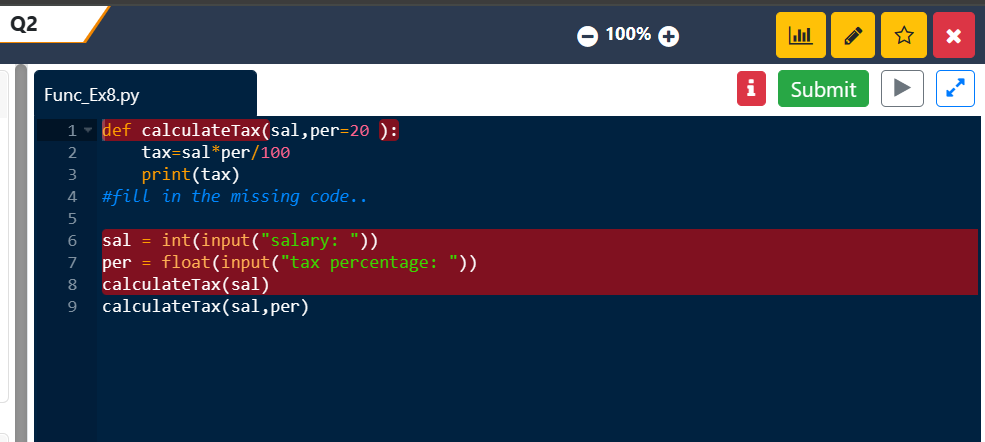 Q2
100%
Func_Ex8.py
Submit
1 def calculateTax(sal,per=20 ):
2     tax=sal*per/100
3     print(tax)
4 #fill in the missing code..
5
6 sal = int(input("salary: "))
7 per = float(input("tax percentage: "))
8 calculateTax(sal)
9 calculateTax(sal,per)